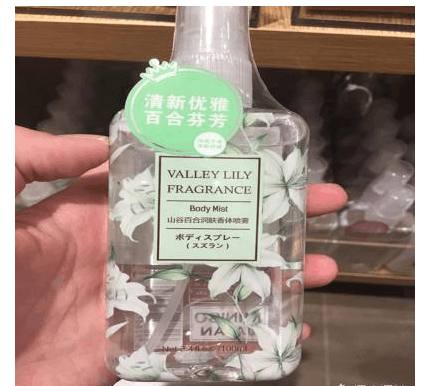 清新优雅
百合芬芳
VALLEY LILY
FRAGRANCE
Body Mist
山谷百合润肤香体喷雾
ボディスプレー
(スズラン)